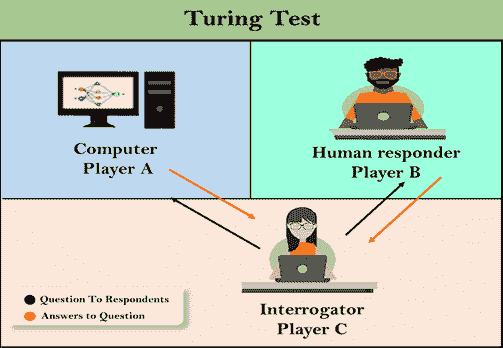 Turing Test
Computer
Player A
Human responder
Player B
Interrogator
Player C
Question To Respondents
Answers to Question